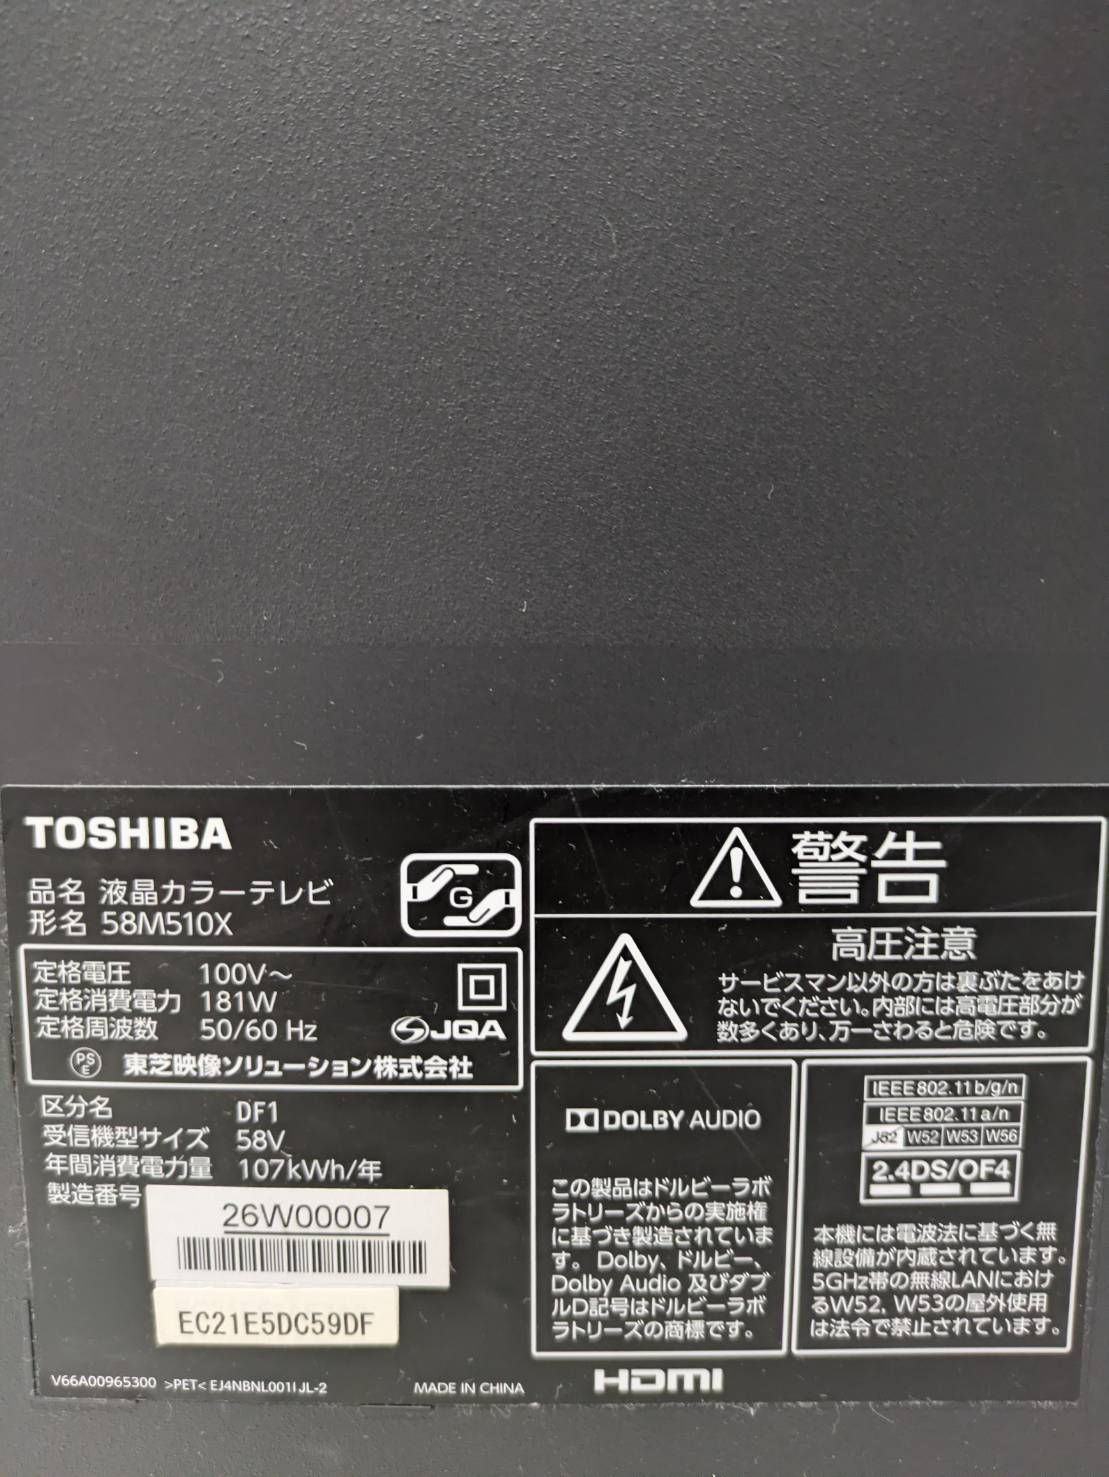 TOSHIBA
品名 液晶カラーテレビ
形名 58M510X
G
定格電圧 100V～
定格消費電力 181W
定格周波数 50/60 Hz
JQA
PS E 東芝映像ソリューション株式会社
区分名 DF1
受信機型サイズ 58V
年間消費電力量 107kWh/年
製造番号
26W00007
EC21E5DC59DF
V66A00965300 >PET< EJ4NBNL001I JL-2
MADE IN CHINA
警告
高圧注意
サービスマン以外の方は裏ぶたをあけ
ないでください。内部には高電圧部分が
数多くあり、万一さわると危険です。
DOLBY AUDIO
この製品はドルビーラボ
ラトリーズからの実施権
に基づき製造されていま
す。 Dolby、ドルビー、
Dolby Audio 及びダブ
ルD記号はドルビーラボ
ラトリーズの商標です。
IEEE802.11b/g/n
IEEE802.11a/n
J52 W52 W53 W56
2.4DS/OF4
本機には電波法に基づく無
線設備が内蔵されています。
5GHz帯の無線LANにおけ
るW52, W53の屋外使用
は法令で禁止されています。
HDMI